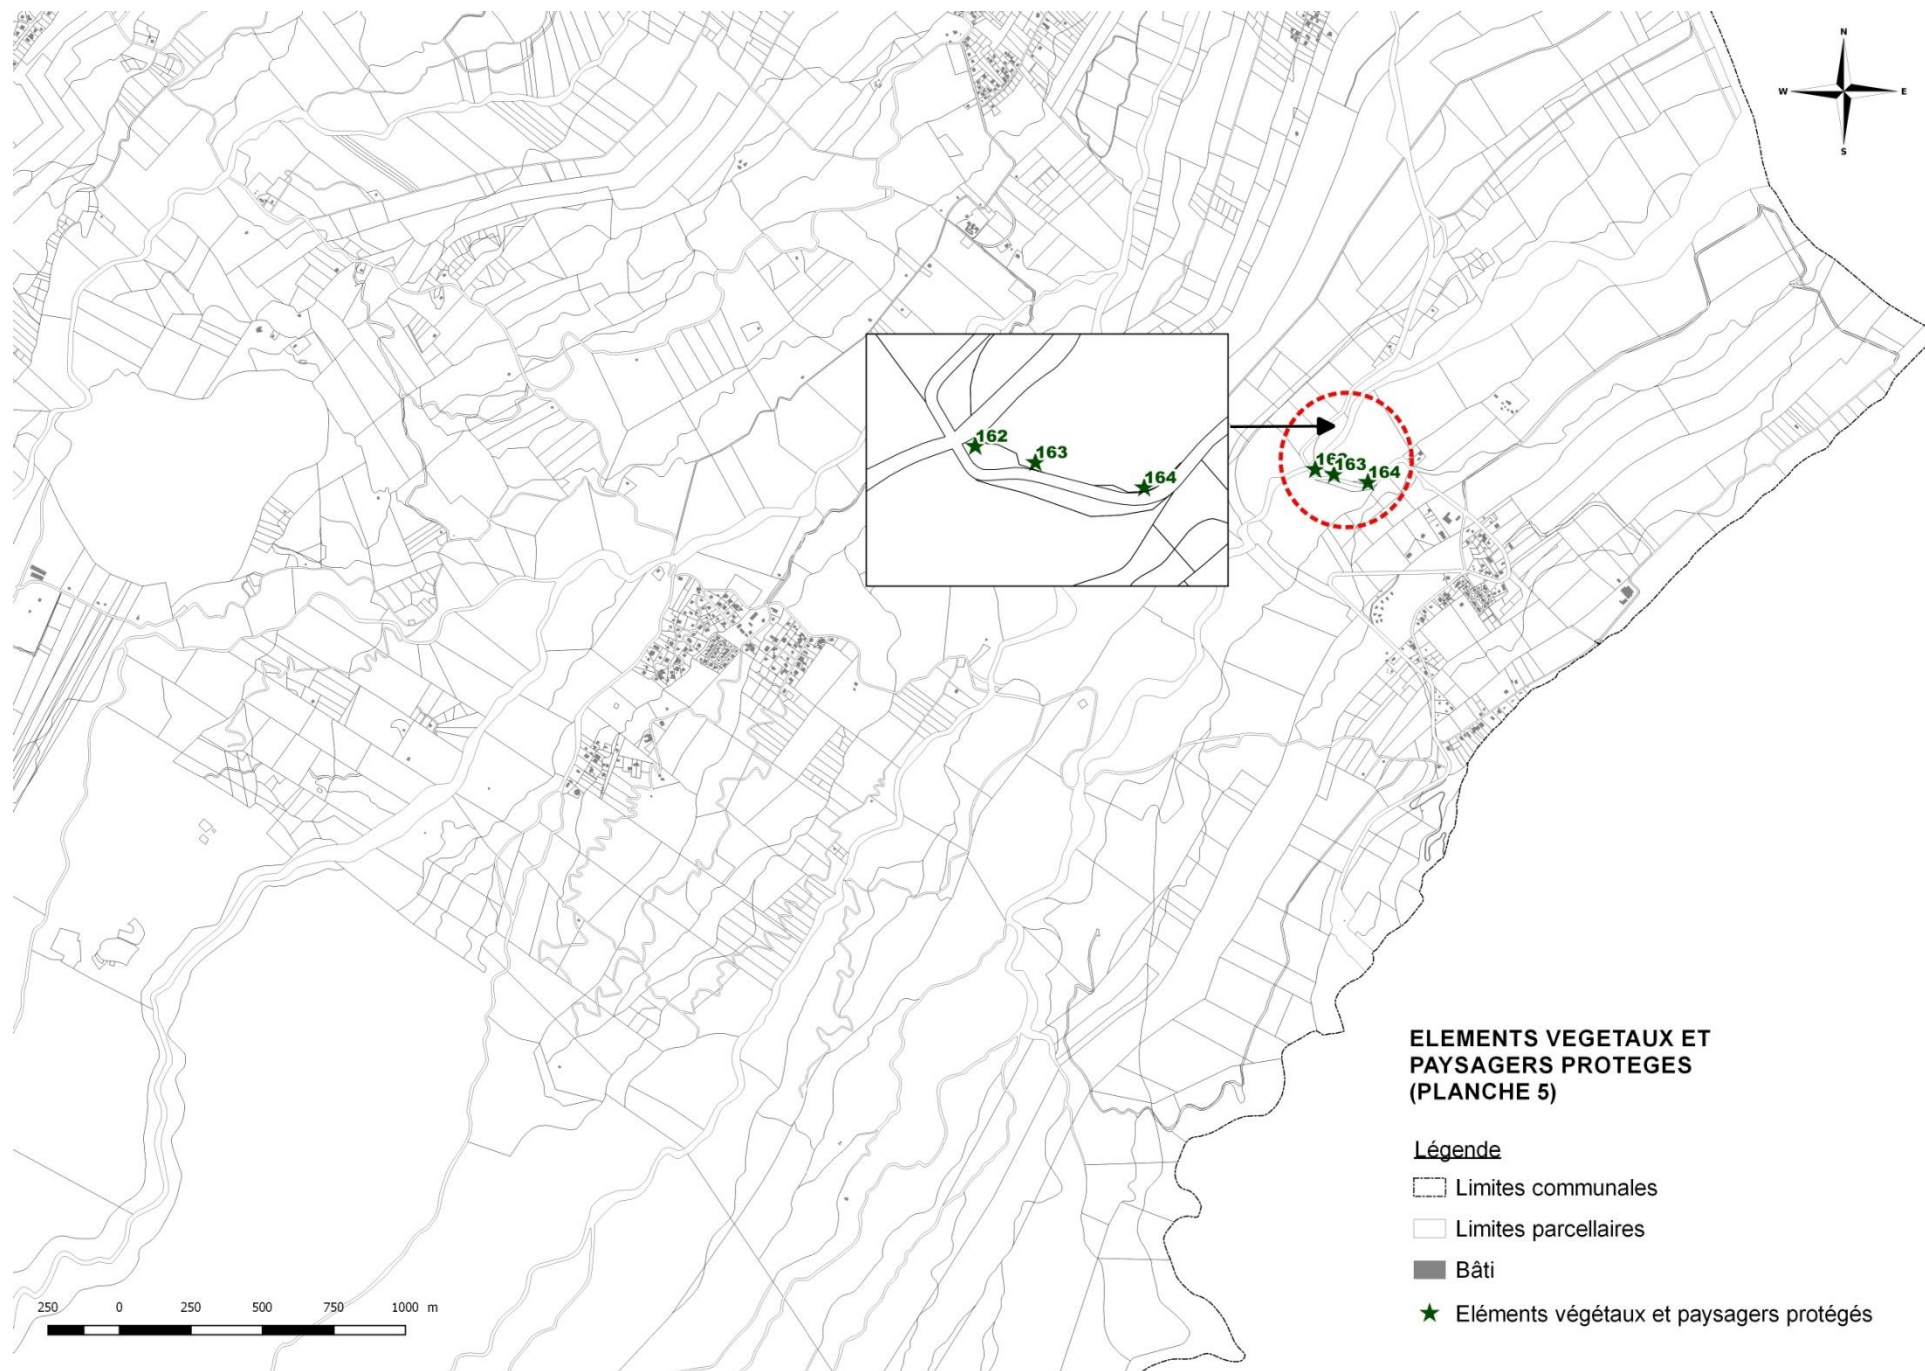 N
W E
S
162
163
164
162
163
164
ELEMENTS VEGETAUX ET
PAYSAGERS PROTEGES
(PLANCHE 5)
Légende
Limites communales
Limites parcellaires
Bâti
Eléments végétaux et paysagers protégés
250 0 250 500 750 1000 m